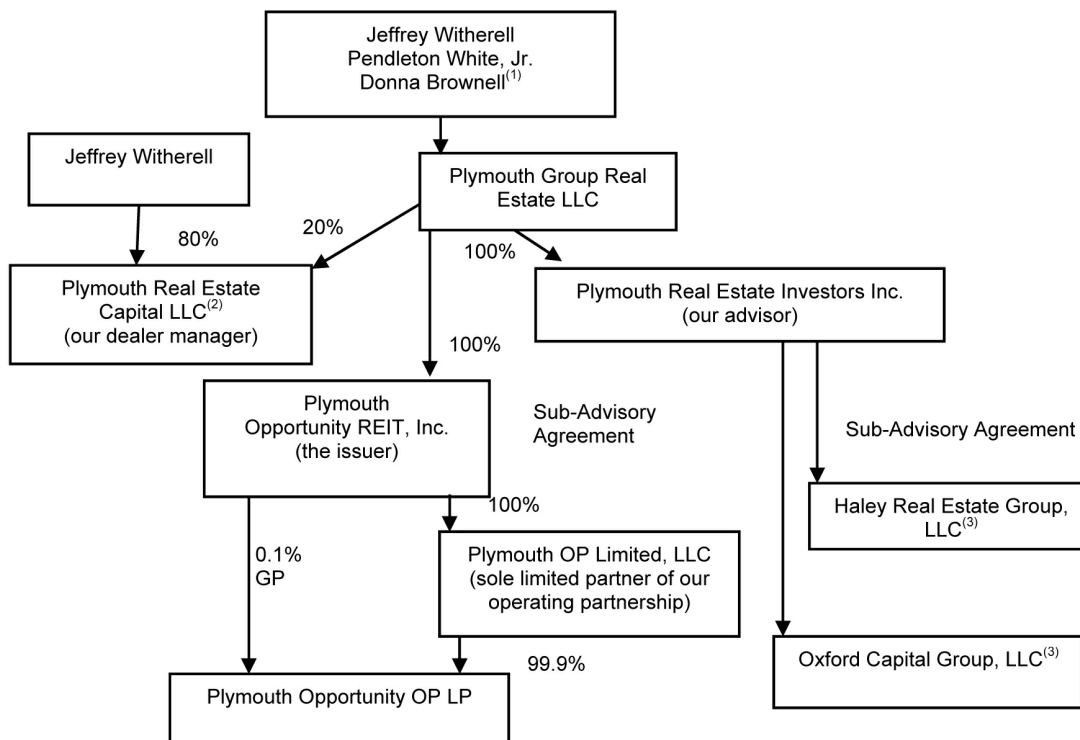 Jeffrey Witherell
Pendleton White, Jr.
Donna Brownell(1)
Jeffrey Witherell
Plymouth Group Real
Estate LLC
80%
20%
100%
Plymouth Real Estate
Capital LLC(2)
(our dealer manager)
Plymouth Real Estate Investors Inc.
(our advisor)
100%
Plymouth
Opportunity REIT, Inc.
(the issuer)
Sub-Advisory
Agreement
Sub-Advisory Agreement
100%
Haley Real Estate Group,
LLC(3)
0.1%
GP
Plymouth OP Limited, LLC
(sole limited partner of our
operating partnership)
99.9%
Oxford Capital Group, LLC(3)
Plymouth Opportunity OP LP